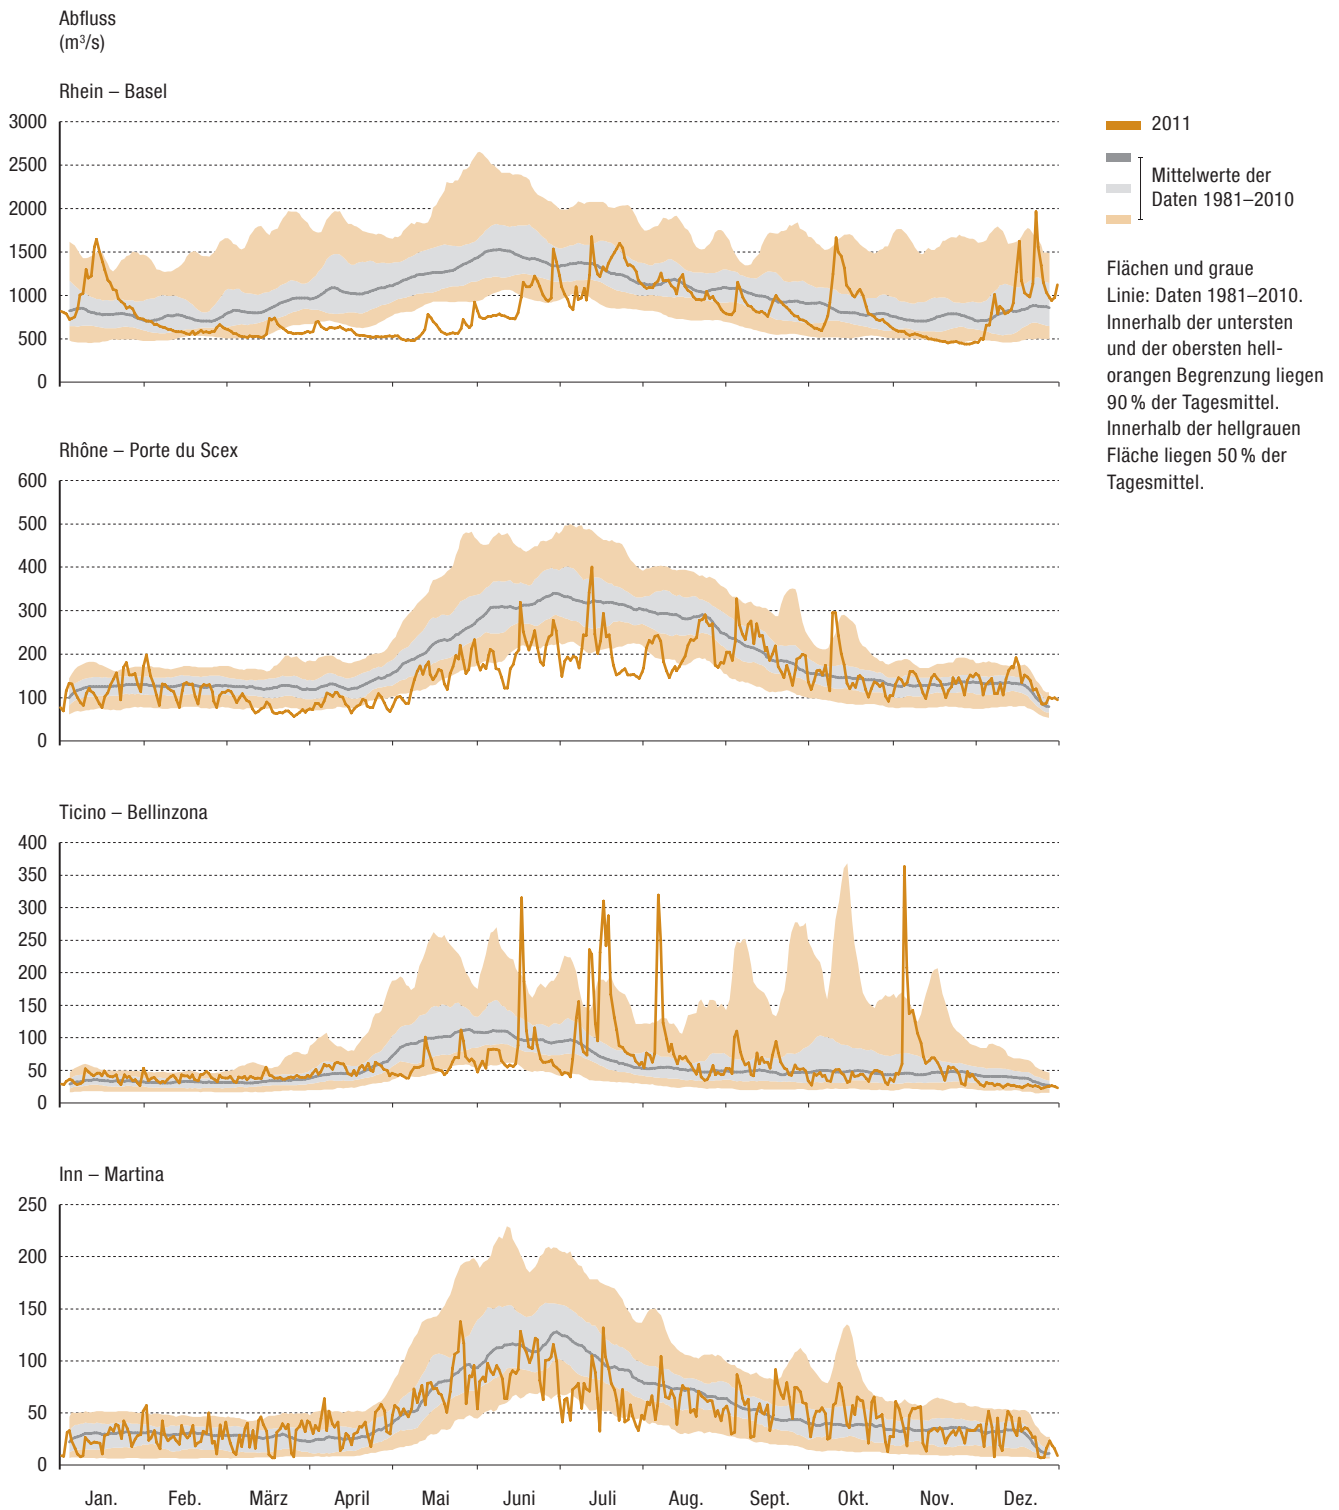 Abfluss
(m³/s)
Rhein – Basel
3000
2500
2000
1500
1000
500
0
2011
Mittelwerte der
Daten 1981–2010
Flächen und graue
Linie: Daten 1981–2010.
Innerhalb der untersten
und der obersten hell-
orangen Begrenzung liegen
90 % der Tagesmittel.
Innerhalb der hellgrauen
Fläche liegen 50 % der
Tagesmittel.
Rhône – Porte du Scex
600
500
400
300
200
100
0
Ticino – Bellinzona
400
350
300
250
200
150
100
50
0
Inn – Martina
250
200
150
100
50
0
Jan. Feb. März April Mai Juni Juli Aug. Sept. Okt. Nov. Dez.